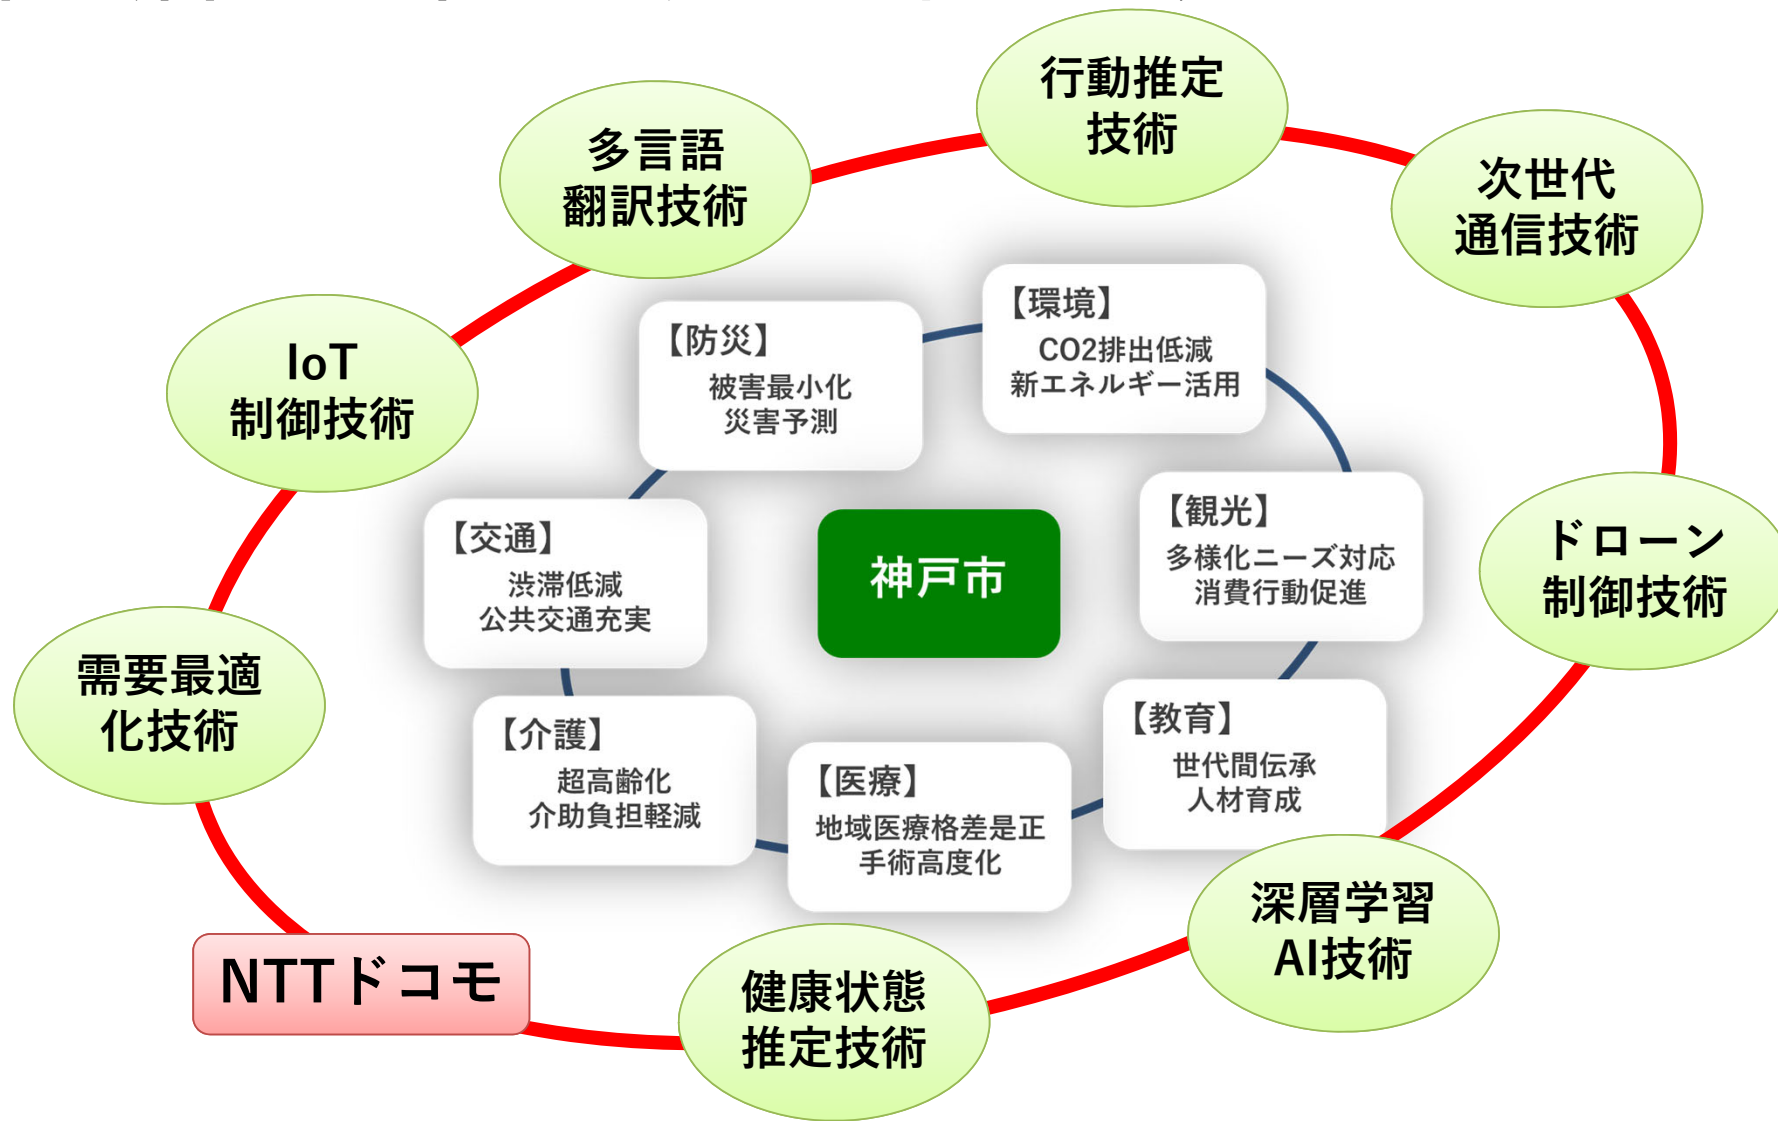 行動推定
技術
多言語
翻訳技術
次世代
通信技術
IoT
制御技術
【防災】
被害最小化
災害予測
【環境】
CO2排出低減
新エネルギー活用
【交通】
渋滞低減
公共交通充実
神戸市
【観光】
多様化ニーズ対応
消費行動促進
ドローン
制御技術
需要最適
化技術
【介護】
超高齢化
介助負担軽減
【医療】
地域医療格差是正
手術高度化
【教育】
世代間伝承
人材育成
深層学習
AI技術
NTTドコモ
健康状態
推定技術